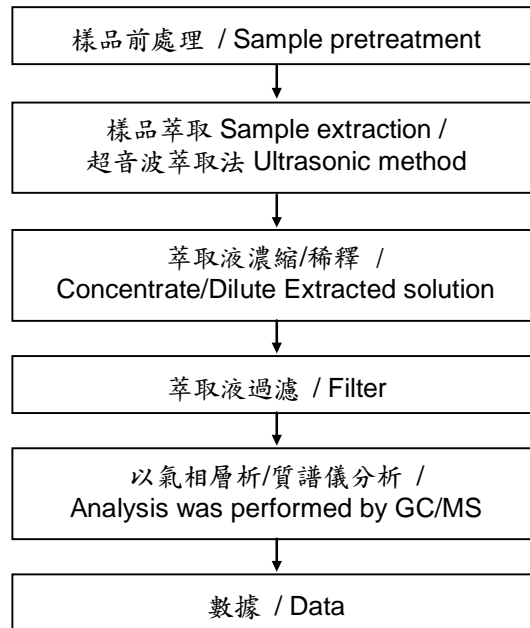 樣品前處理 / Sample pretreatment
樣品萃取 Sample extraction /
超音波萃取法 Ultrasonic method
萃取液濃縮/稀釋 /
Concentrate/Dilute Extracted solution
萃取液過濾 / Filter
以氣相層析/質譜儀分析 /
Analysis was performed by GC/MS
數據 / Data